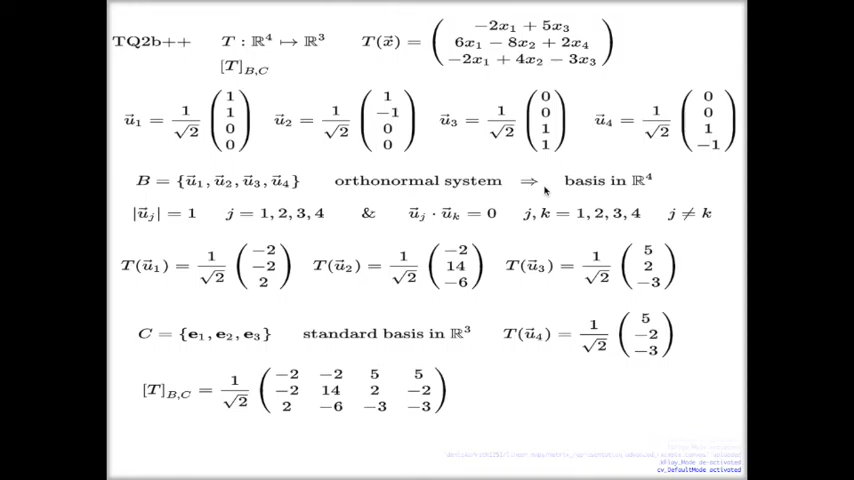 TQ2b++ T : ℝ⁴ ↦ ℝ³ T(x⃗) = ( −2x₁ + 5x₃ ; 6x₁ − 8x₂ + 2x₄ ; −2x₁ + 4x₂ − 3x₃ )
[T]_{B,C}
u⃗₁ = 1/√2 (1 ; 1 ; 0 ; 0) u⃗₂ = 1/√2 (1 ; −1 ; 0 ; 0) u⃗₃ = 1/√2 (0 ; 0 ; 1 ; 1) u⃗₄ = 1/√2 (0 ; 0 ; 1 ; −1)
B = {u⃗₁, u⃗₂, u⃗₃, u⃗₄} orthonormal system ⇒ basis in ℝ⁴
|u⃗ⱼ| = 1 j = 1, 2, 3, 4 & u⃗ⱼ · u⃗ₖ = 0 j, k = 1, 2, 3, 4 j ≠ k
T(u⃗₁) = 1/√2 (−2 ; −2 ; 2) T(u⃗₂) = 1/√2 (−2 ; 14 ; −6) T(u⃗₃) = 1/√2 (5 ; 2 ; −3)
C = {e₁, e₂, e₃} standard basis in ℝ³ T(u⃗₄) = 1/√2 (5 ; −2 ; −3)
[T]_{B,C} = 1/√2 ( −2 −2 5 5 ; −2 14 2 −2 ; 2 −6 −3 −3 )
de-activated
cv_DefaultMode activated